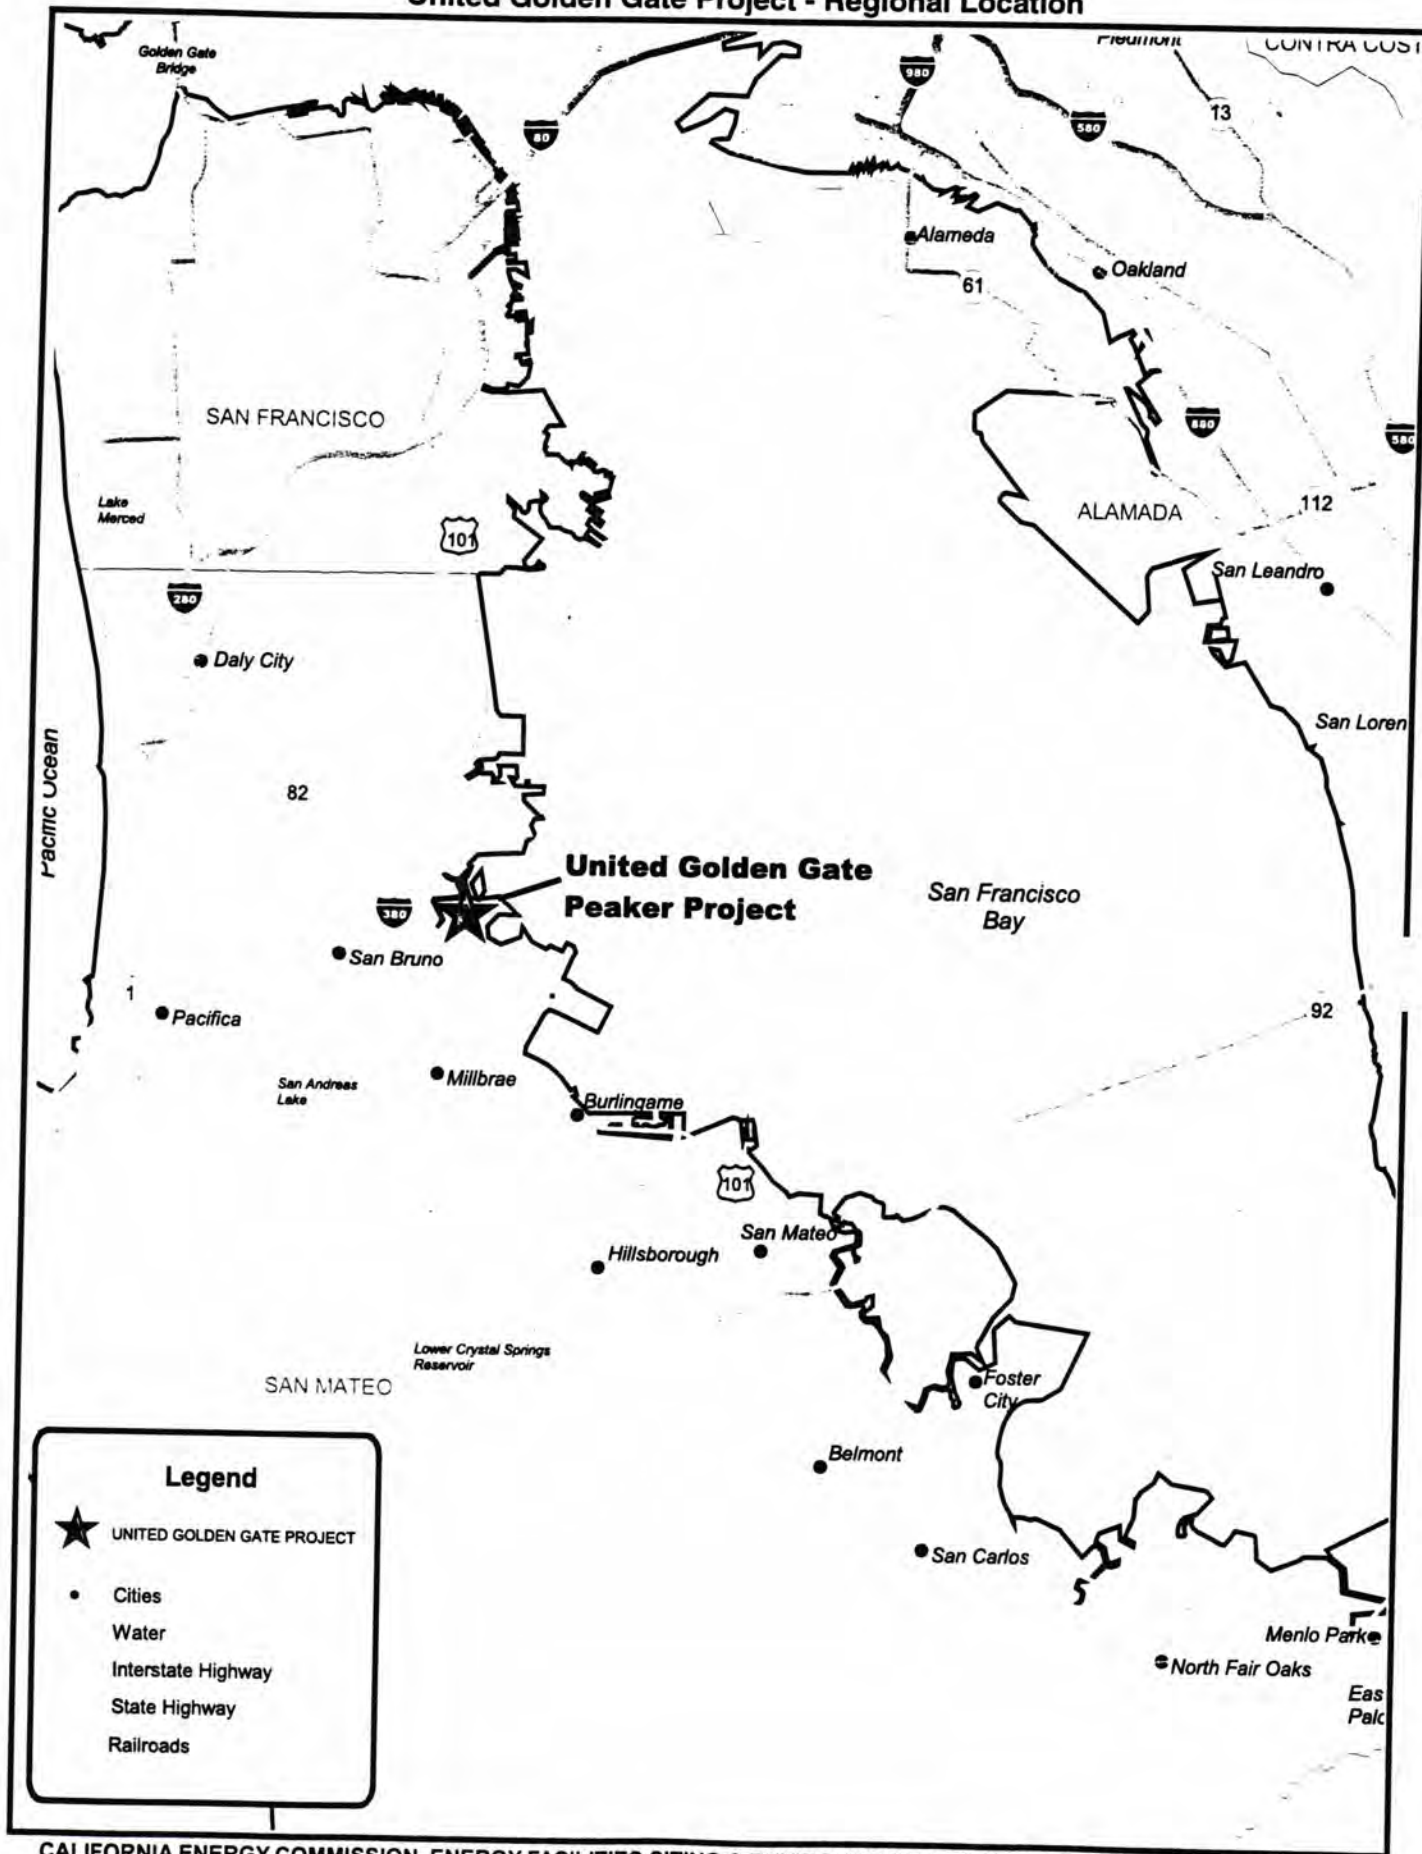 United Golden Gate Project - Regional Location
Golden Gate
Bridge
80
980
Piedmont
CONTRA COST
13
580
Alameda
Oakland
61
SAN FRANCISCO
880
580
Lake
Merced
101
ALAMADA
112
280
San Leandro
Daly City
San Loren
Pacific Ocean
82
United Golden Gate
Peaker Project
San Francisco
Bay
380
San Bruno
1
Pacifica
92
San Andreas
Lake
Millbrae
Burlingame
101
San Mateo
Hillsborough
Lower Crystal Springs
Reservoir
SAN MATEO
Foster
City
Belmont
San Carlos
Menlo Park
North Fair Oaks
Eas
Palo
Legend
UNITED GOLDEN GATE PROJECT
Cities
Water
Interstate Highway
State Highway
Railroads
CALIFORNIA ENERGY COMMISSION, ENERGY FACILITIES SITING